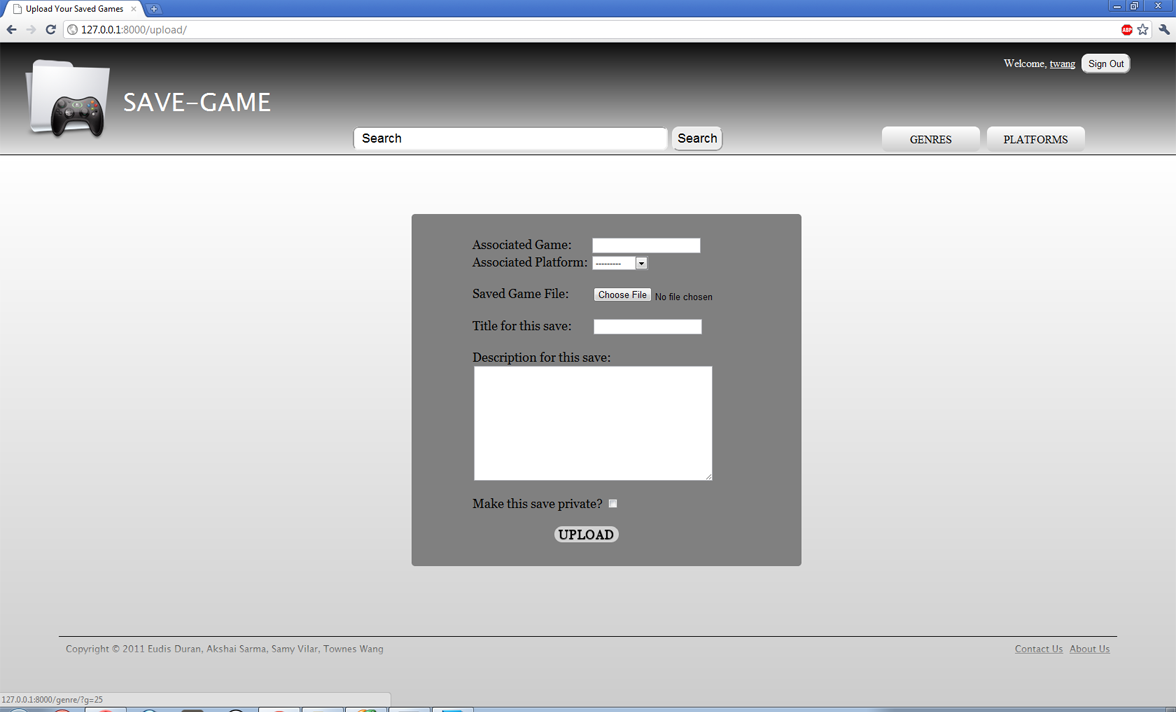 Upload Your Saved Games
127.0.0.1:8000/upload/
ABP
Welcome, twang
Sign Out
SAVE-GAME
Search
Search
GENRES
PLATFORMS
Associated Game:
Associated Platform:
---------
Saved Game File:
Choose File
No file chosen
Title for this save:
Description for this save:
Make this save private?
UPLOAD
Copyright © 2011 Eudis Duran, Akshai Sarma, Samy Vilar, Townes Wang
Contact Us
About Us
127.0.0.1:8000/genre/?g=25